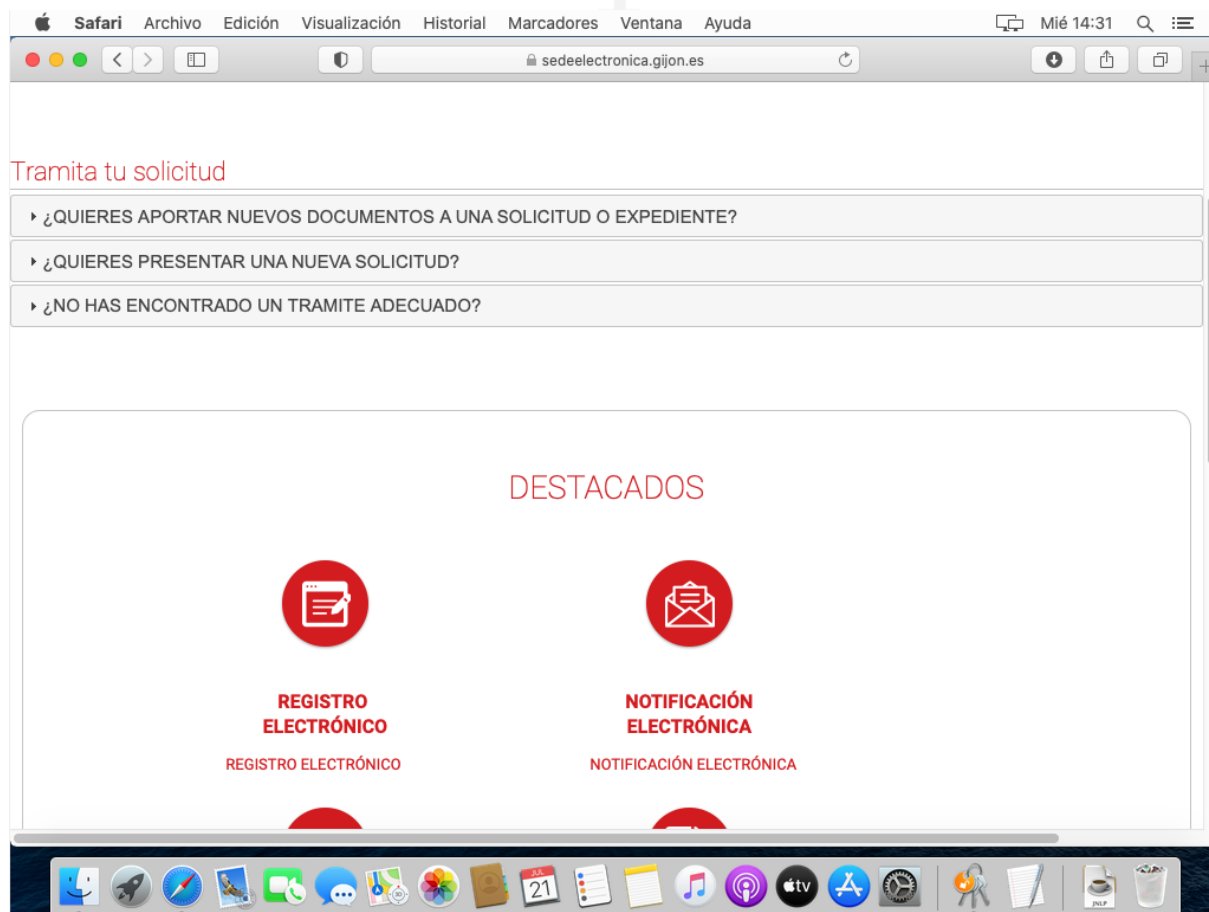 Safari Archivo Edición Visualización Historial Marcadores Ventana Ayuda Mié 14:31
sedeelectronica.gijon.es
Tramita tu solicitud
¿QUIERES APORTAR NUEVOS DOCUMENTOS A UNA SOLICITUD O EXPEDIENTE?
¿QUIERES PRESENTAR UNA NUEVA SOLICITUD?
¿NO HAS ENCONTRADO UN TRAMITE ADECUADO?
DESTACADOS
REGISTRO
ELECTRÓNICO
REGISTRO ELECTRÓNICO
NOTIFICACIÓN
ELECTRÓNICA
NOTIFICACIÓN ELECTRÓNICA
JUL
21
tv
JNLP